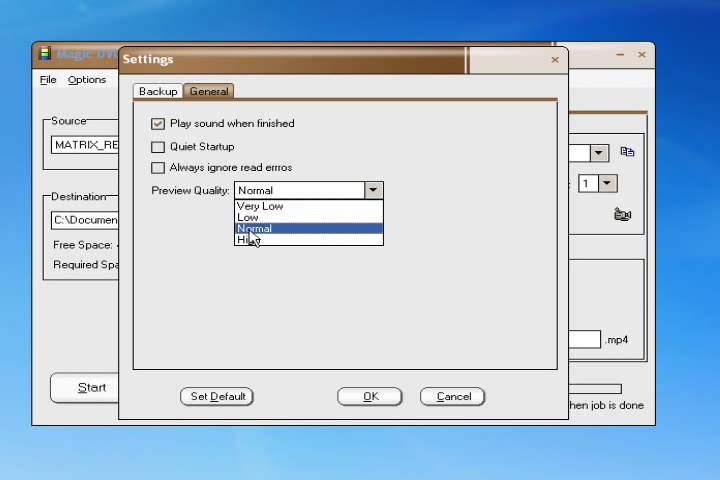 Magic DVD
Settings
File Options
Backup General
Source
MATRIX_RE
Play sound when finished
Quiet Startup
Always ignore read errros
Preview Quality: Normal
Very Low
Low
Normal
1
Destination
C:\Documen
Free Space:
Required Spa
.mp4
Start
Set Default OK Cancel
hen job is done